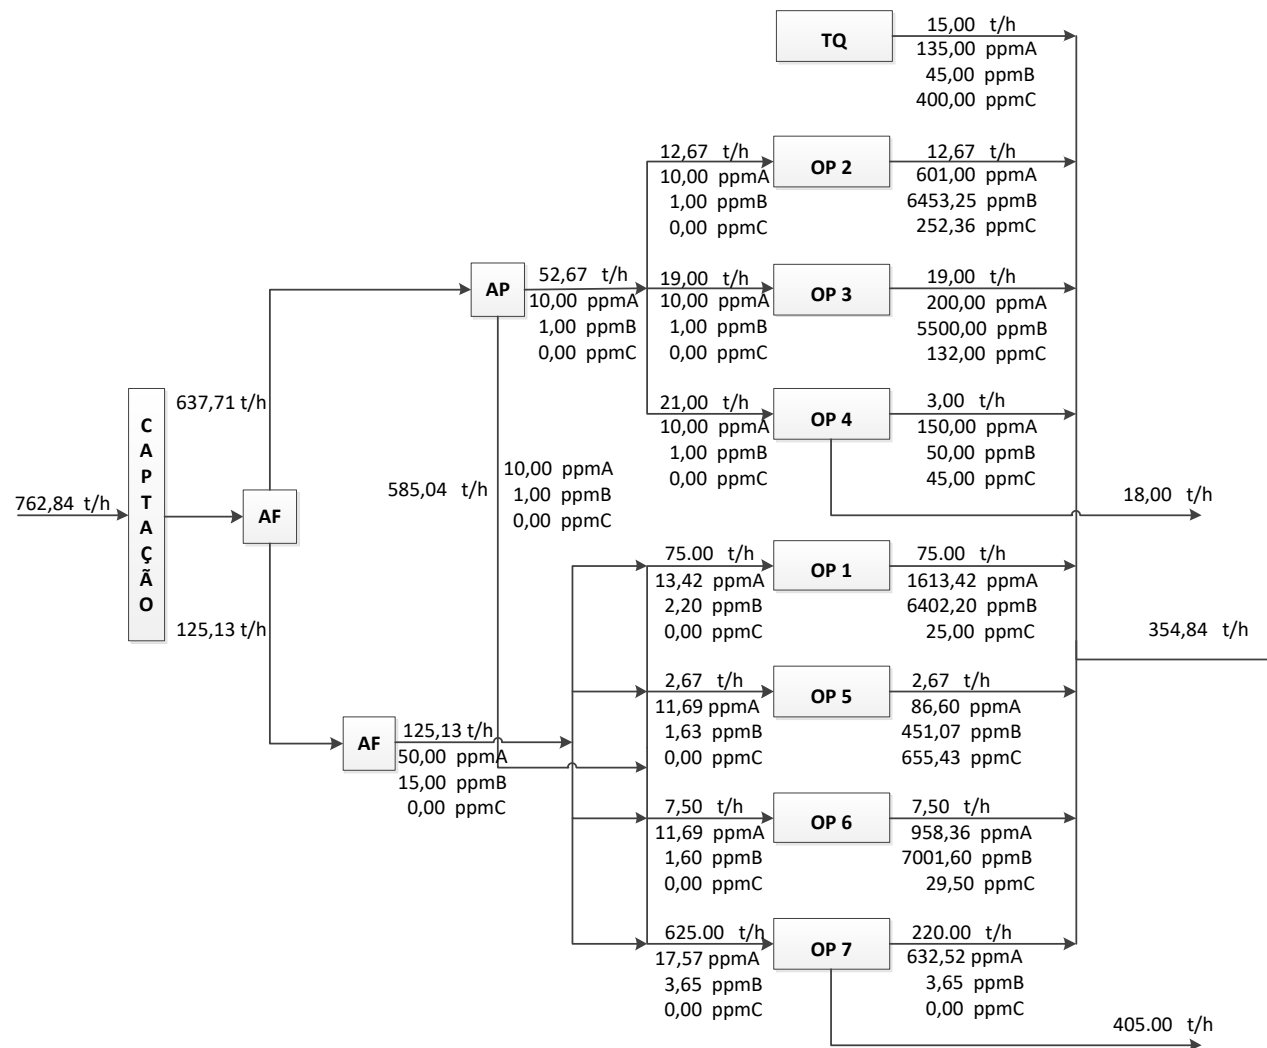 TQ
15,00 t/h
135,00 ppmA
45,00 ppmB
400,00 ppmC
12,67 t/h
10,00 ppmA
1,00 ppmB
0,00 ppmC
OP 2
12,67 t/h
601,00 ppmA
6453,25 ppmB
252,36 ppmC
AP
52,67 t/h
10,00 ppmA
1,00 ppmB
0,00 ppmC
19,00 t/h
10,00 ppmA
1,00 ppmB
0,00 ppmC
OP 3
19,00 t/h
200,00 ppmA
5500,00 ppmB
132,00 ppmC
637,71 t/h
21,00 t/h
10,00 ppmA
1,00 ppmB
0,00 ppmC
OP 4
3,00 t/h
150,00 ppmA
50,00 ppmB
45,00 ppmC
18,00 t/h
762,84 t/h
C
A
P
T
A
Ç
Ã
O
AF
585,04 t/h
10,00 ppmA
1,00 ppmB
0,00 ppmC
125,13 t/h
75.00 t/h
13,42 ppmA
2,20 ppmB
0,00 ppmC
OP 1
75.00 t/h
1613,42 ppmA
6402,20 ppmB
25,00 ppmC
354,84 t/h
2,67 t/h
11,69 ppmA
1,63 ppmB
0,00 ppmC
OP 5
2,67 t/h
86,60 ppmA
451,07 ppmB
655,43 ppmC
AF
125,13 t/h
50,00 ppmA
15,00 ppmB
0,00 ppmC
7,50 t/h
11,69 ppmA
1,60 ppmB
0,00 ppmC
OP 6
7,50 t/h
958,36 ppmA
7001,60 ppmB
29,50 ppmC
625.00 t/h
17,57 ppmA
3,65 ppmB
0,00 ppmC
OP 7
220.00 t/h
632,52 ppmA
3,65 ppmB
0,00 ppmC
405.00 t/h